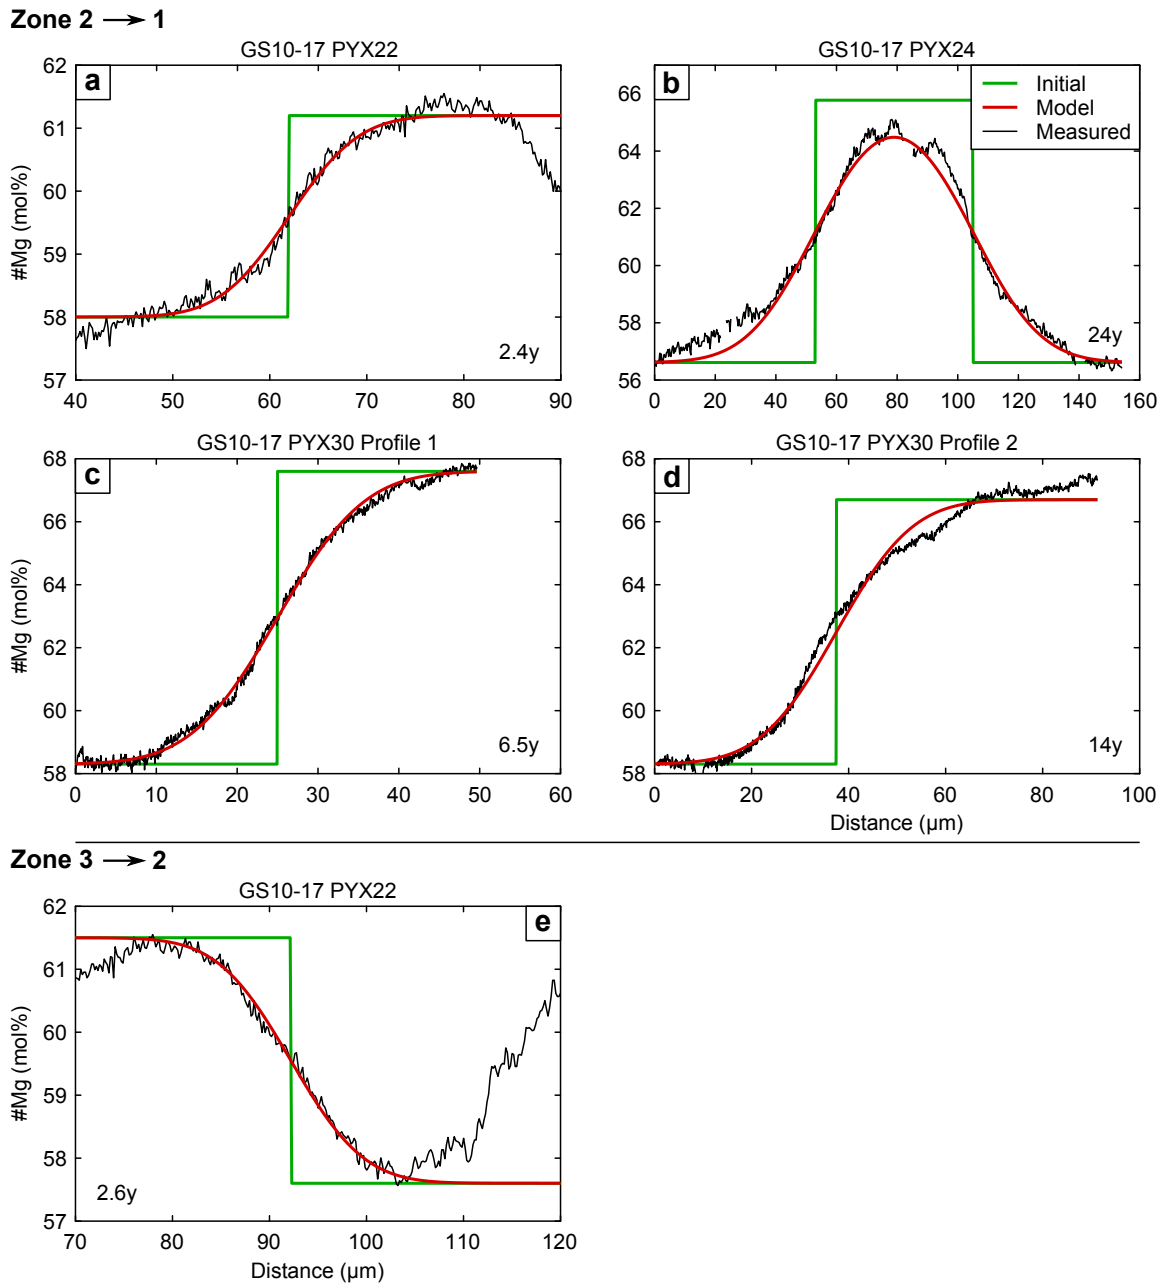 Zone 2 → 1
GS10-17 PYX22
a
#Mg (mol%)
62
61
60
59
58
57
2.4y
40 50 60 70 80 90
GS10-17 PYX24
b
Initial
Model
Measured
66
64
62
60
58
56
24y
0 20 40 60 80 100 120 140 160
GS10-17 PYX30 Profile 1
c
#Mg (mol%)
68
66
64
62
60
58
6.5y
0 10 20 30 40 50 60
GS10-17 PYX30 Profile 2
d
68
66
64
62
60
58
14y
0 20 40 60 80 100
Distance (µm)
Zone 3 → 2
GS10-17 PYX22
e
#Mg (mol%)
62
61
60
59
58
57
2.6y
70 80 90 100 110 120
Distance (µm)